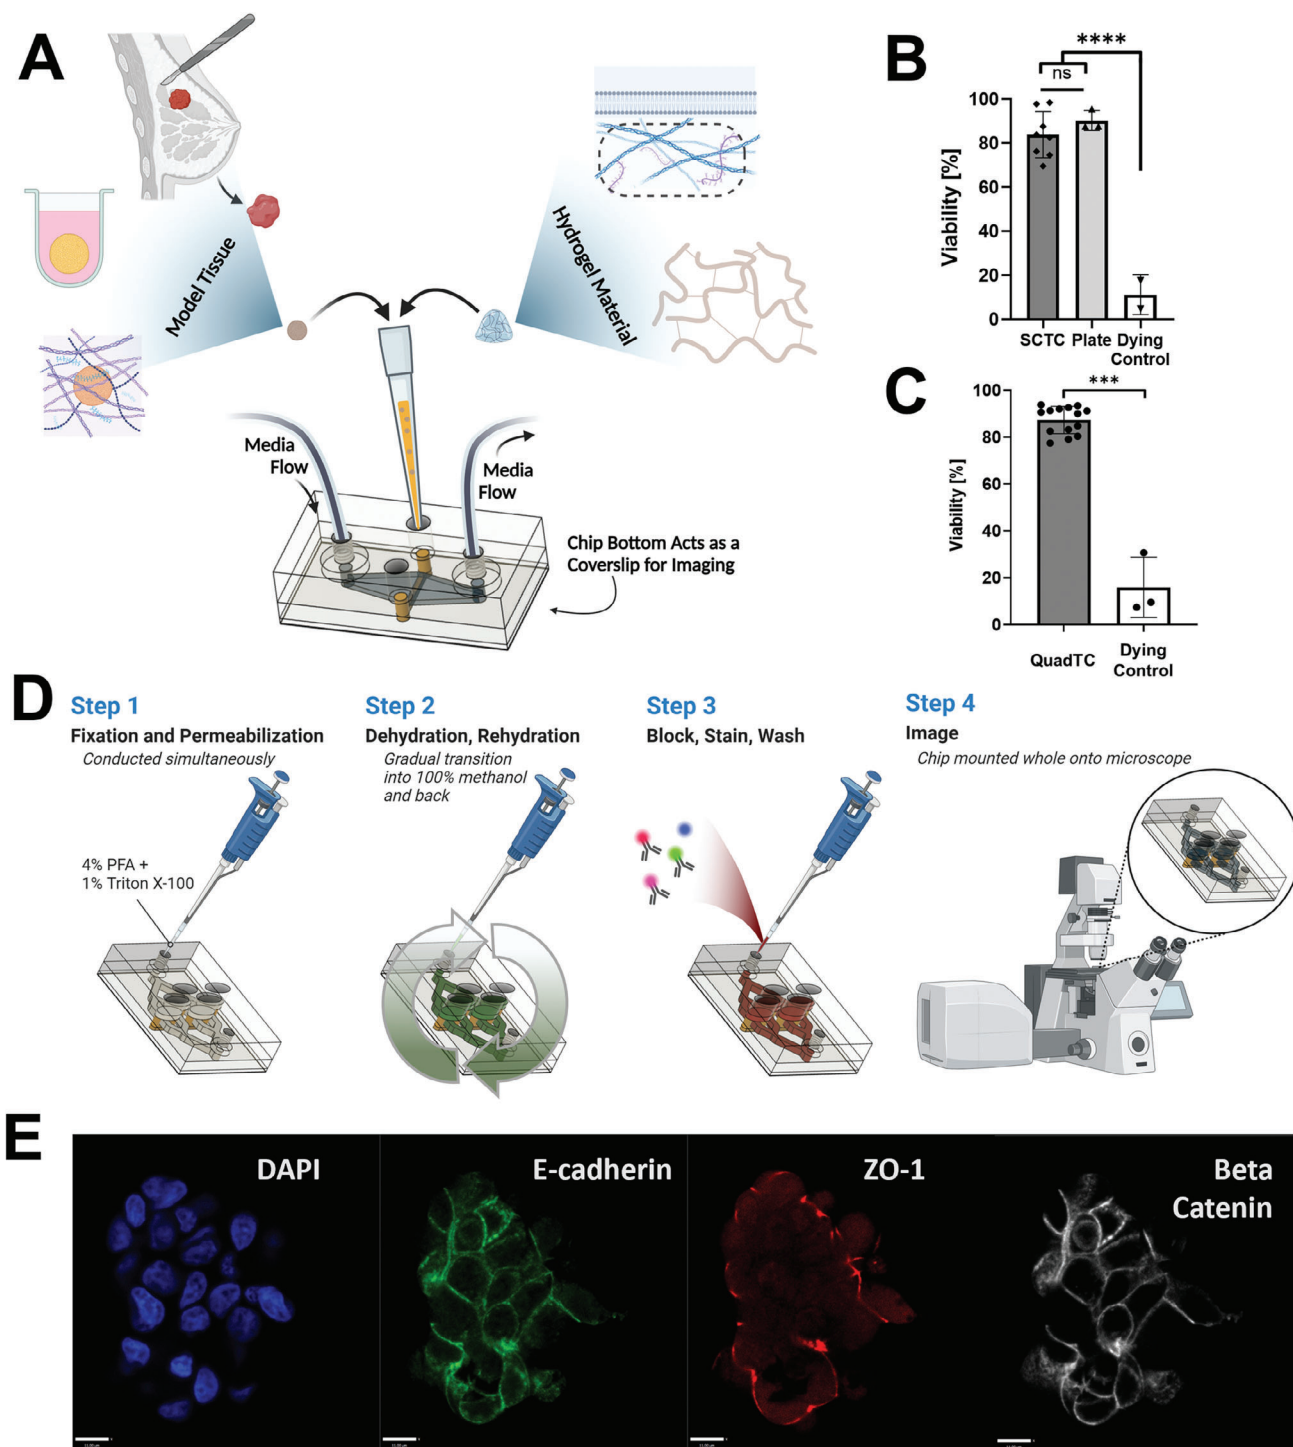 A
Model Tissue
Hydrogel Material
Media
Flow
Media
Flow
Chip Bottom Acts as a
Coverslip for Imaging
B
****
ns
Viability [%]
100
80
60
40
20
0
SCTC Plate Dying
Control
C
***
Viability [%]
100
80
60
40
20
0
QuadTC
Dying
Control
D
Step 1
Fixation and Permeabilization
Conducted simultaneously
4% PFA +
1% Triton X-100
Step 2
Dehydration, Rehydration
Gradual transition
into 100% methanol
and back
Step 3
Block, Stain, Wash
Step 4
Image
Chip mounted whole onto microscope
E
DAPI
E-cadherin
ZO-1
Beta
Catenin